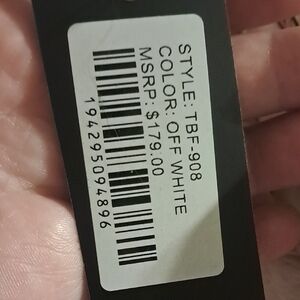 STYLE: TBF-908
COLOR: OFF WHITE
MSRP: $179.00
194295094896